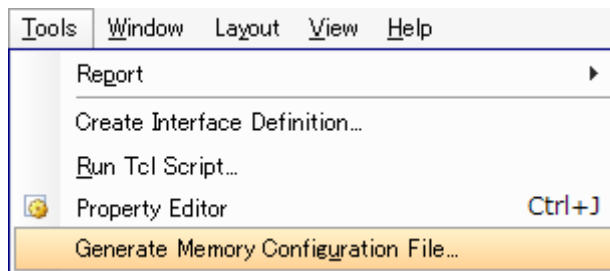 Tools Window Layout View Help
Report
Create Interface Definition...
Run Tcl Script...
Property Editor Ctrl+J
Generate Memory Configuration File...